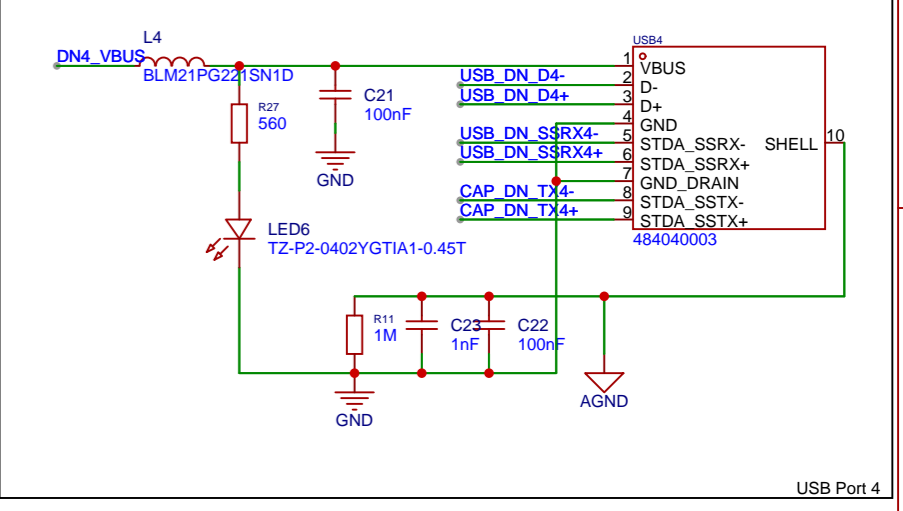 L4
DN4_VBUS
BLM21PG221SN1D
R27
560
C21
100nF
GND
LED6
TZ-P2-0402YGTIA1-0.45T
USB4
USB_DN_D4-
USB_DN_D4+
USB_DN_SSRX4-
USB_DN_SSRX4+
CAP_DN_TX4-
CAP_DN_TX4+
1 VBUS
2 D-
3 D+
4 GND
5 STDA_SSRX-
6 STDA_SSRX+
7 GND_DRAIN
8 STDA_SSTX-
9 STDA_SSTX+
SHELL 10
484040003
R11
1M
C23
1nF
C22
100nF
GND
AGND
USB Port 4